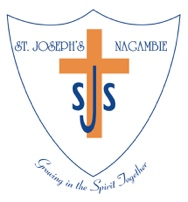 ST. JOSEPH'S NAGAMBIE
SJS
Growing in the Spirit Together